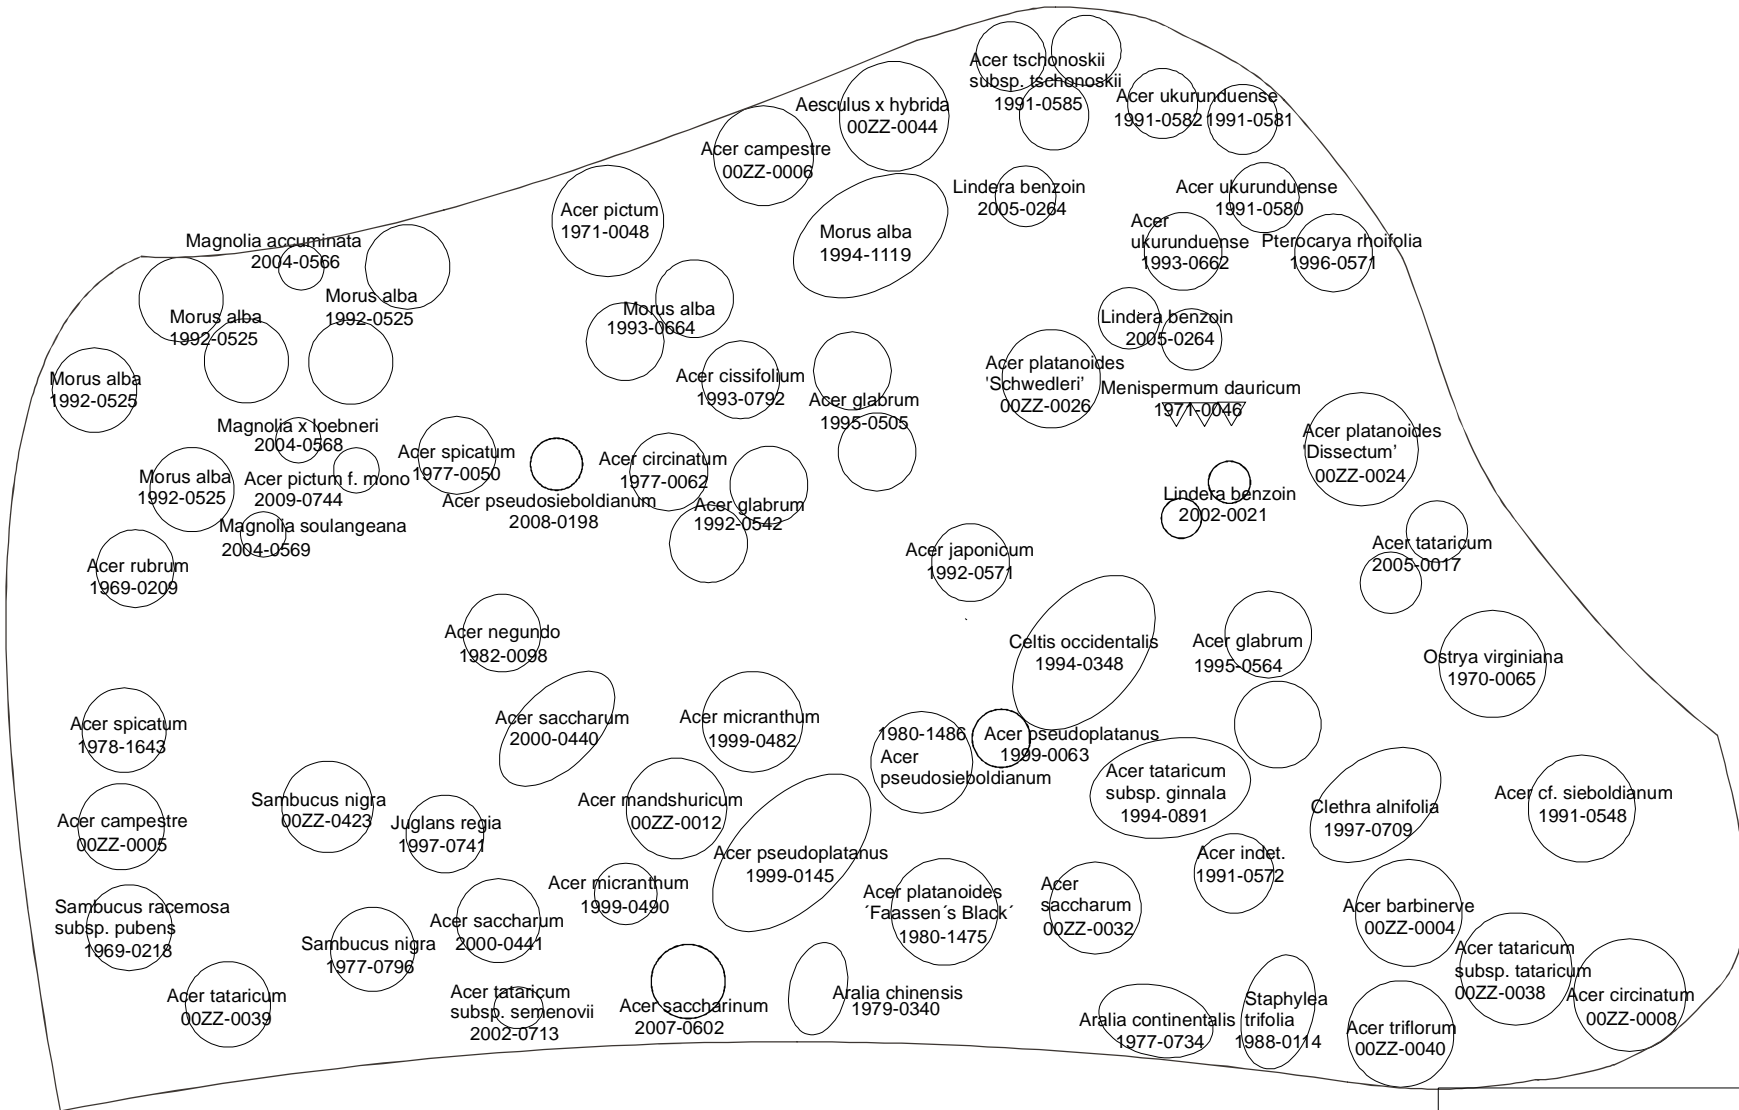 Acer tschonoskii
subsp. tschonoskii
1991-0585
Acer ukurunduense
1991-0582
1991-0581
Aesculus x hybrida
00ZZ-0044
Acer campestre
00ZZ-0006
Lindera benzoin
2005-0264
Acer ukurunduense
1991-0580
Acer pictum
1971-0048
Morus alba
1994-1119
Acer
ukurunduense
1993-0662
Pterocarya rhoifolia
1996-0571
Magnolia accuminata
2004-0566
Morus alba
1992-0525
Morus alba
1992-0525
Morus alba
1993-0664
Lindera benzoin
2005-0264
Morus alba
1992-0525
Acer cissifolium
1993-0792
Acer glabrum
1995-0505
Acer platanoides
'Schwedleri'
00ZZ-0026
Menispermum dauricum
1971-0046
Magnolia x loebneri
2004-0568
Acer spicatum
1977-0050
Acer circinatum
1977-0062
Acer platanoides
'Dissectum'
00ZZ-0024
Morus alba
1992-0525
Acer pictum f. mono
2009-0744
Acer pseudosieboldianum
2008-0198
Acer glabrum
1992-0542
Lindera benzoin
2002-0021
Magnolia soulangeana
2004-0569
Acer rubrum
1969-0209
Acer japonicum
1992-0571
Acer tataricum
2005-0017
Acer negundo
1982-0098
Celtis occidentalis
1994-0348
Acer glabrum
1995-0564
Ostrya virginiana
1970-0065
Acer spicatum
1978-1643
Acer saccharum
2000-0440
Acer micranthum
1999-0482
1980-1486
Acer
pseudosieboldianum
Acer pseudoplatanus
1999-0063
Acer tataricum
subsp. ginnala
1994-0891
Acer campestre
00ZZ-0005
Sambucus nigra
00ZZ-0423
Juglans regia
1997-0741
Acer mandshuricum
00ZZ-0012
Clethra alnifolia
1997-0709
Acer cf. sieboldianum
1991-0548
Acer pseudoplatanus
1999-0145
Acer indet.
1991-0572
Acer micranthum
1999-0490
Acer platanoides
´Faassen´s Black´
1980-1475
Acer
saccharum
00ZZ-0032
Acer barbinerve
00ZZ-0004
Sambucus racemosa
subsp. pubens
1969-0218
Sambucus nigra
1977-0796
Acer saccharum
2000-0441
Acer tataricum
subsp. tataricum
00ZZ-0038
Acer tataricum
00ZZ-0039
Acer tataricum
subsp. semenovii
2002-0713
Acer saccharinum
2007-0602
Aralia chinensis
1979-0340
Aralia continentalis
1977-0734
Staphylea
trifolia
1988-0114
Acer triflorum
00ZZ-0040
Acer circinatum
00ZZ-0008